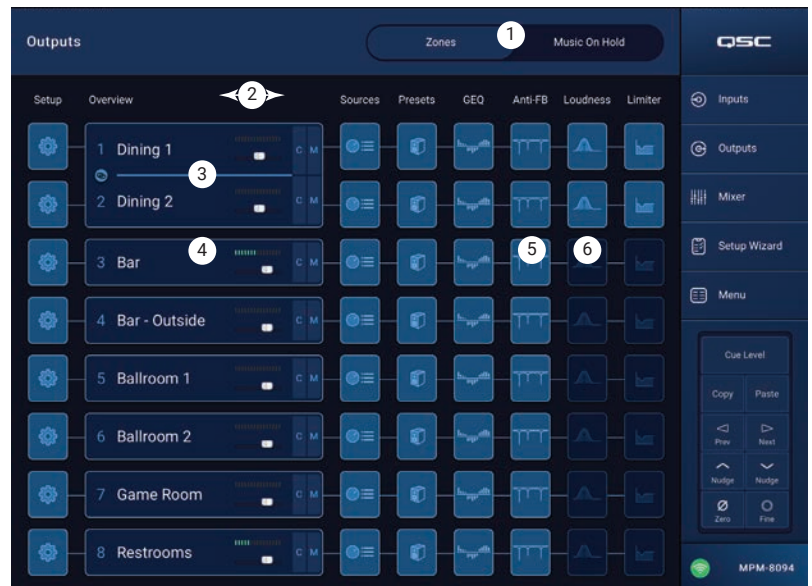 Outputs
Zones 1 Music On Hold
QSC
Setup Overview 2 Sources Presets GEQ Anti-FB Loudness Limiter
1 Dining 1 C M
3
2 Dining 2 C M
3 Bar 4 C M 5 6
4 Bar - Outside C M
5 Ballroom 1 C M
6 Ballroom 2 C M
7 Game Room C M
8 Restrooms C M
Inputs
Outputs
Mixer
Setup Wizard
Menu
Cue Level
Copy Paste
Prev Next
Nudge Nudge
Zero Fine
MPM-8094